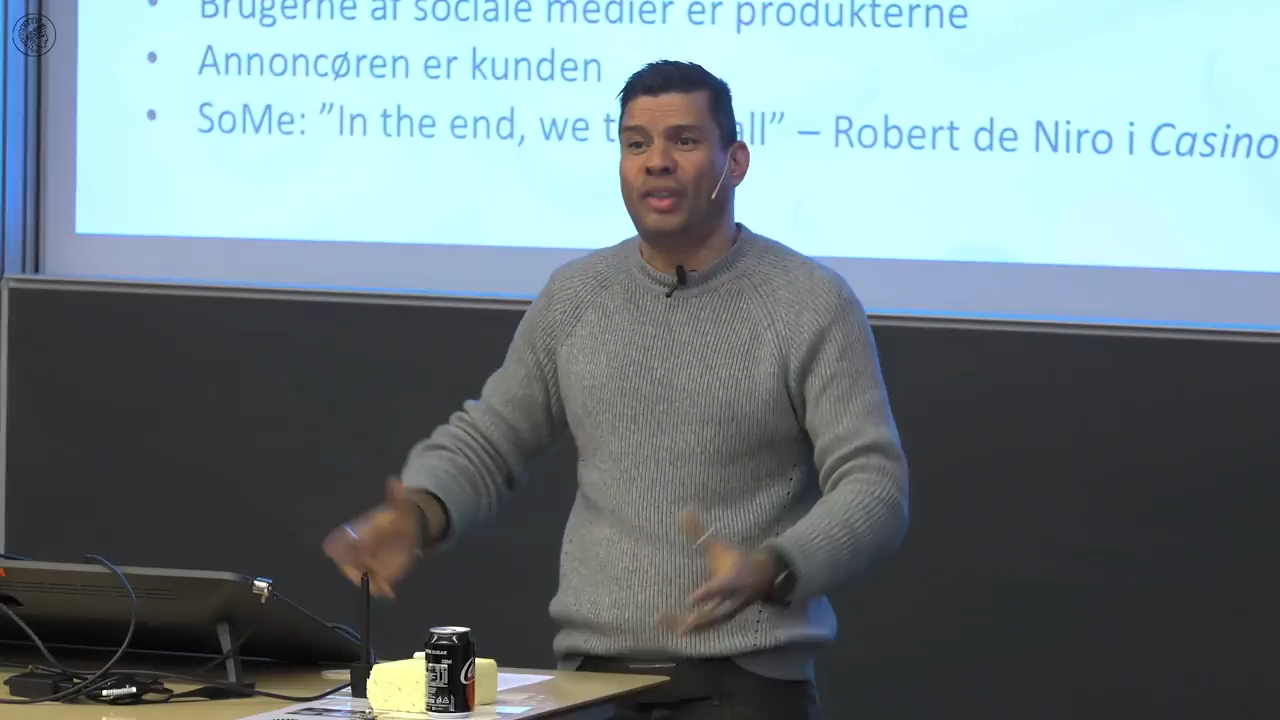 • Brugerne af sociale medier er produkterne
• Annoncøren er kunden
• SoMe: ”In the end, we all” – Robert de Niro i Casino
SUGAR